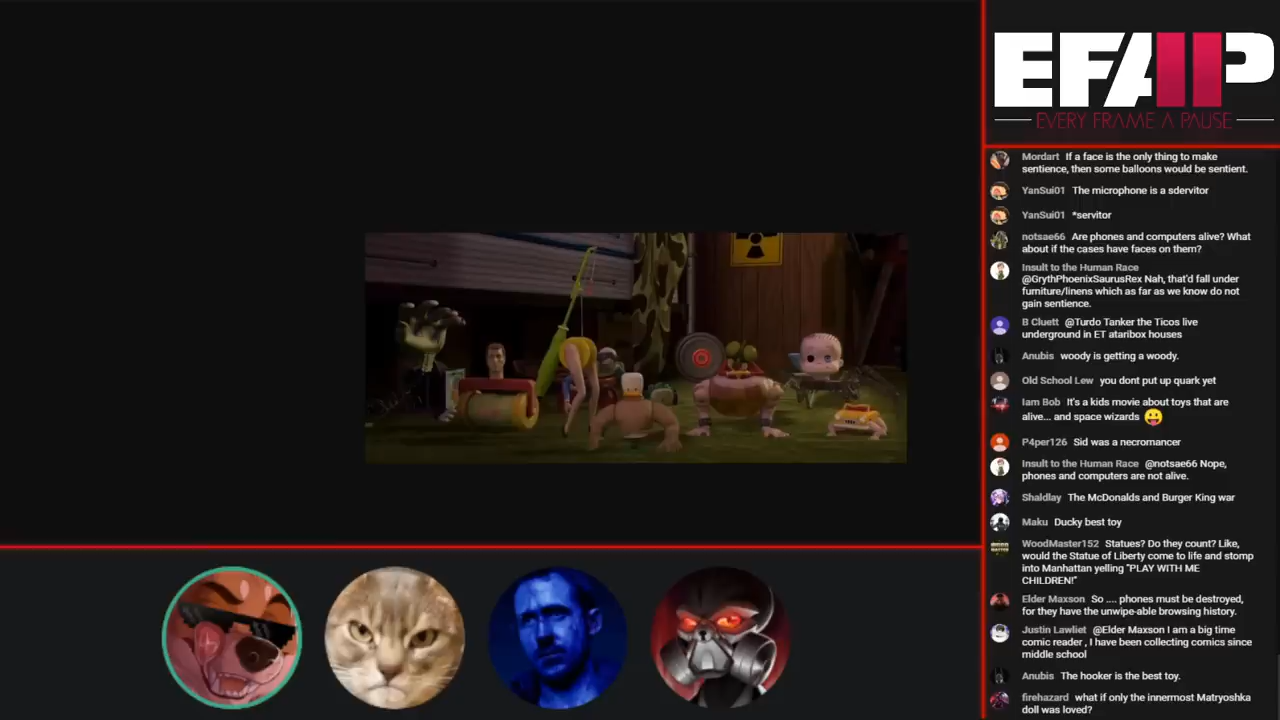 EFAP
EVERY FRAME A PAUSE
Mordart If a face is the only thing to make
sentience, then some balloons would be sentient.
YanSui01 The microphone is a sdervitor
YanSui01 *servitor
notsae66 Are phones and computers alive? What
about if the cases have faces on them?
Insult to the Human Race
@GrythPhoenixSaurusRex Nah, that'd fall under
furniture/linens which as far as we know do not
gain sentience.
B Cluett @Turdo Tanker the Ticos live
underground in ET ataribox houses
Anubis woody is getting a woody.
Old School Lew you dont put up quark yet
Iam Bob It's a kids movie about toys that are
alive... and space wizards 😛
P4per126 Sid was a necromancer
Insult to the Human Race @notsae66 Nope,
phones and computers are not alive.
Shaldlay The McDonalds and Burger King war
Maku Ducky best toy
WoodMaster152 Statues? Do they count? Like,
would the Statue of Liberty come to life and stomp
into Manhattan yelling "PLAY WITH ME
CHILDREN!"
Elder Maxson So .... phones must be destroyed,
for they have the unwipe-able browsing history.
Justin Lawliet @Elder Maxson I am a big time
comic reader , I have been collecting comics since
middle school
Anubis The hooker is the best toy.
firehazard what if only the innermost Matryoshka
doll was loved?